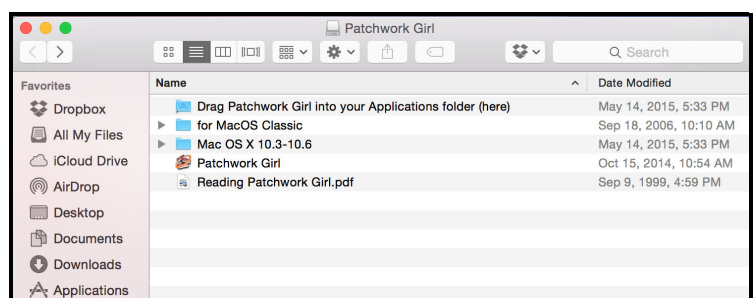 Patchwork Girl
Search
Favorites
Dropbox
All My Files
iCloud Drive
AirDrop
Desktop
Documents
Downloads
Applications
Name Date Modified
Drag Patchwork Girl into your Applications folder (here) May 14, 2015, 5:33 PM
for MacOS Classic Sep 18, 2006, 10:10 AM
Mac OS X 10.3-10.6 May 14, 2015, 5:33 PM
Patchwork Girl Oct 15, 2014, 10:54 AM
Reading Patchwork Girl.pdf Sep 9, 1999, 4:59 PM